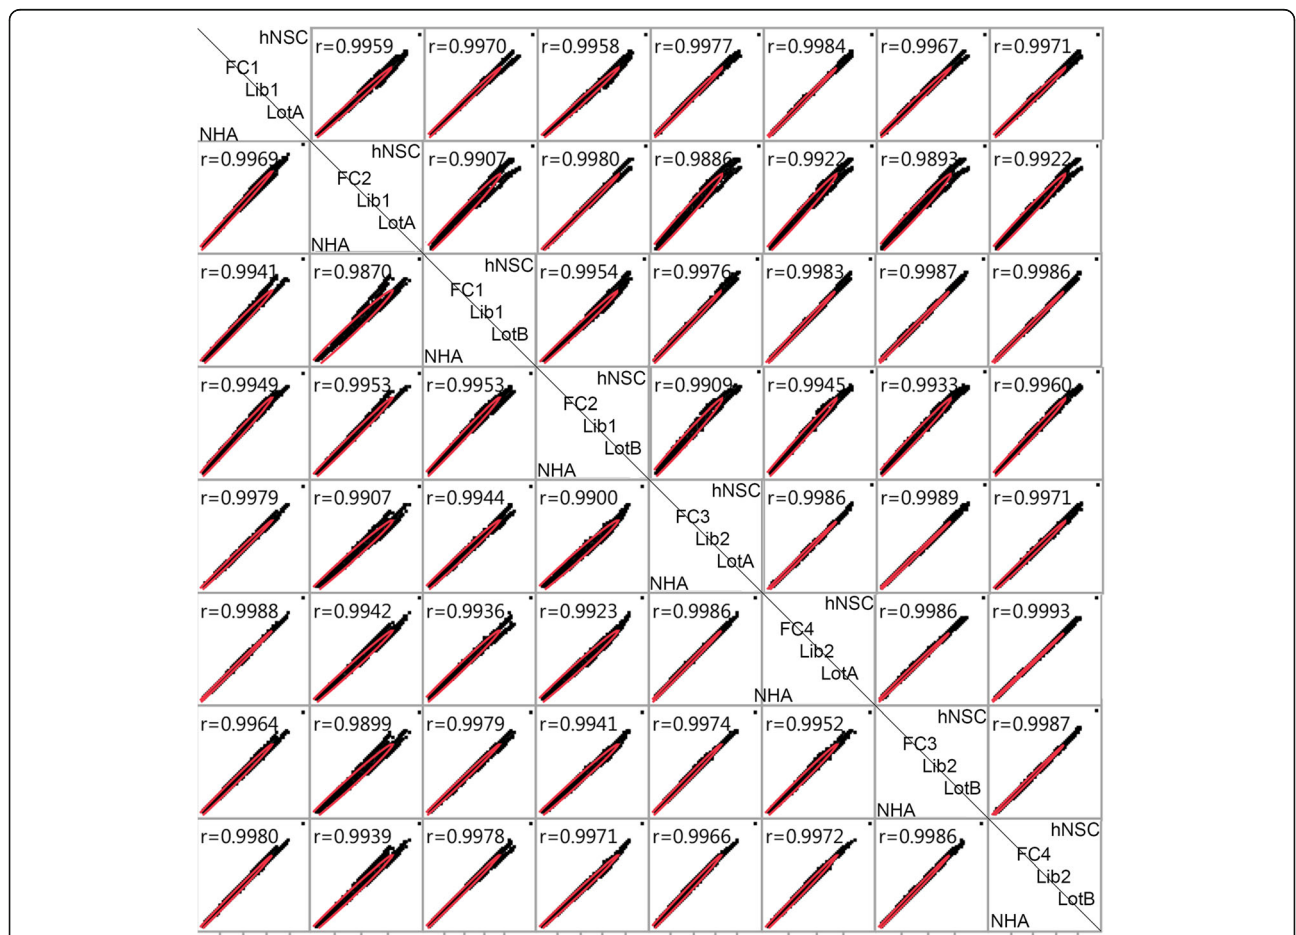 hNSC
FC1
Lib1
LotA
NHA
r=0.9959
r=0.9970
r=0.9958
r=0.9977
r=0.9984
r=0.9967
r=0.9971
r=0.9969
hNSC
FC2
Lib1
LotA
NHA
r=0.9907
r=0.9980
r=0.9886
r=0.9922
r=0.9893
r=0.9922
r=0.9941
r=0.9870
hNSC
FC1
Lib1
LotB
NHA
r=0.9954
r=0.9976
r=0.9983
r=0.9987
r=0.9986
r=0.9949
r=0.9953
r=0.9953
hNSC
FC2
Lib1
LotB
NHA
r=0.9909
r=0.9945
r=0.9933
r=0.9960
r=0.9979
r=0.9907
r=0.9944
r=0.9900
hNSC
FC3
Lib2
LotA
NHA
r=0.9986
r=0.9989
r=0.9971
r=0.9988
r=0.9942
r=0.9936
r=0.9923
r=0.9986
hNSC
FC4
Lib2
LotA
NHA
r=0.9986
r=0.9993
r=0.9964
r=0.9899
r=0.9979
r=0.9941
r=0.9974
r=0.9952
hNSC
FC3
Lib2
LotB
NHA
r=0.9987
r=0.9980
r=0.9939
r=0.9978
r=0.9971
r=0.9966
r=0.9972
r=0.9986
hNSC
FC4
Lib2
LotB
NHA